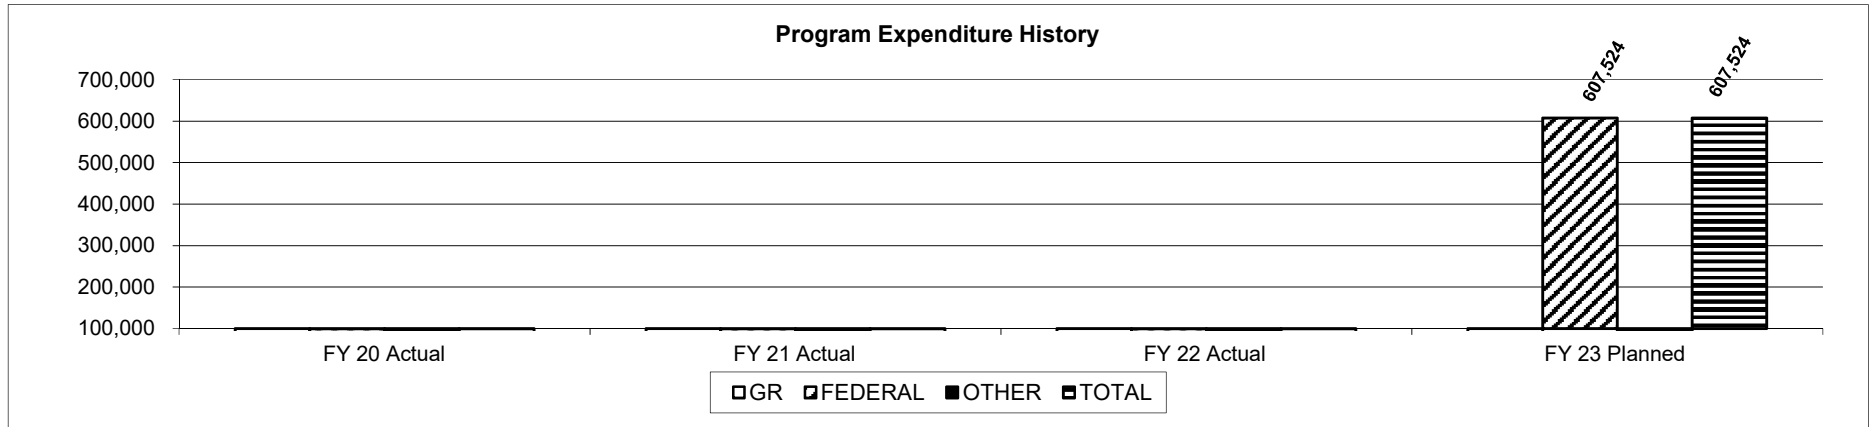 Program Expenditure History
607,524
607,524
700,000
600,000
500,000
400,000
300,000
200,000
100,000
FY 20 Actual
FY 21 Actual
FY 22 Actual
FY 23 Planned
GR
FEDERAL
OTHER
TOTAL